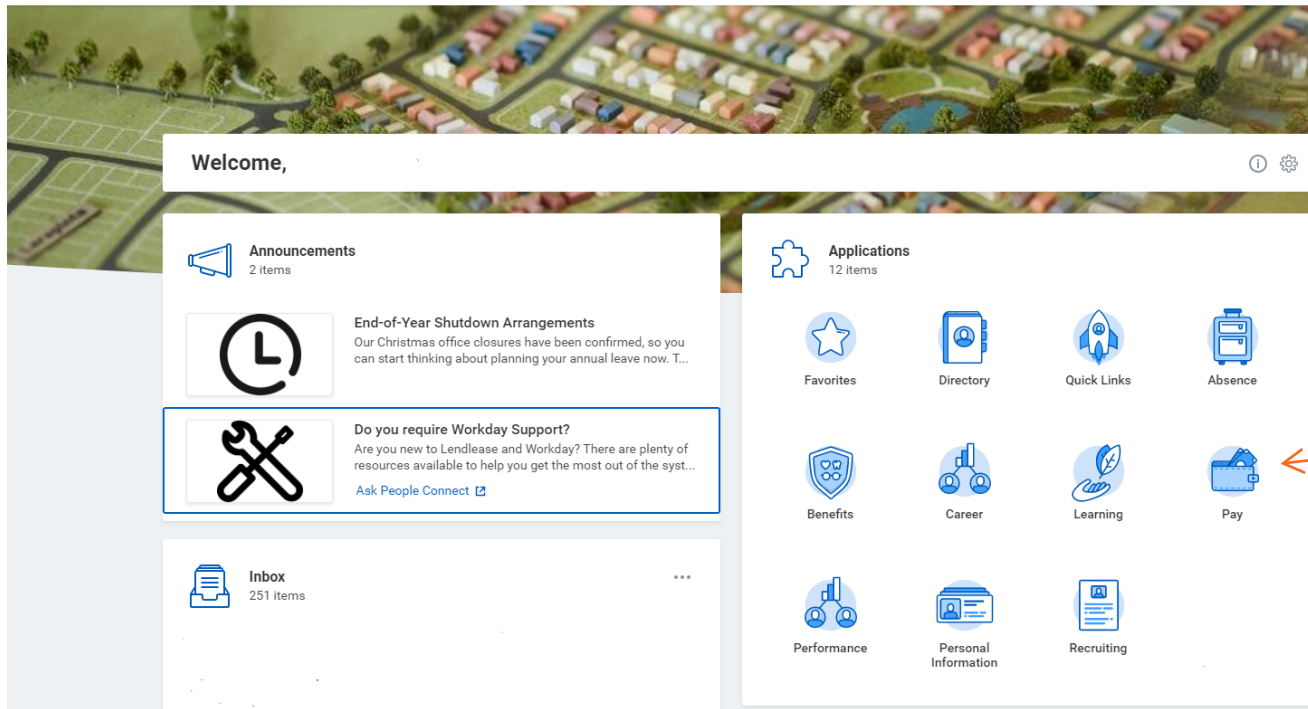 Welcome,
Announcements
2 items
End-of-Year Shutdown Arrangements
Our Christmas office closures have been confirmed, so you
can start thinking about planning your annual leave now. T...
Do you require Workday Support?
Are you new to Lendlease and Workday? There are plenty of
resources available to help you get the most out of the syst...
Ask People Connect
Inbox
251 items
Applications
12 items
Favorites
Directory
Quick Links
Absence
Benefits
Career
Learning
Pay
Performance
Personal
Information
Recruiting